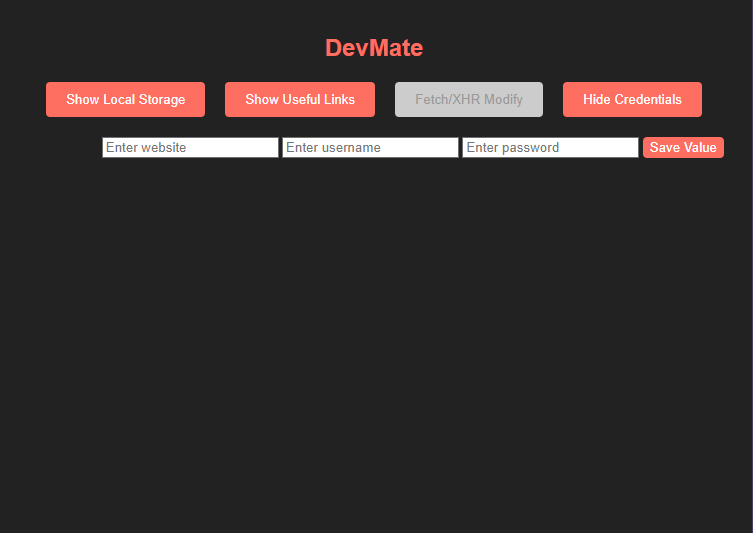 DevMate
Show Local Storage Show Useful Links Fetch/XHR Modify Hide Credentials
Enter website Enter username Enter password Save Value